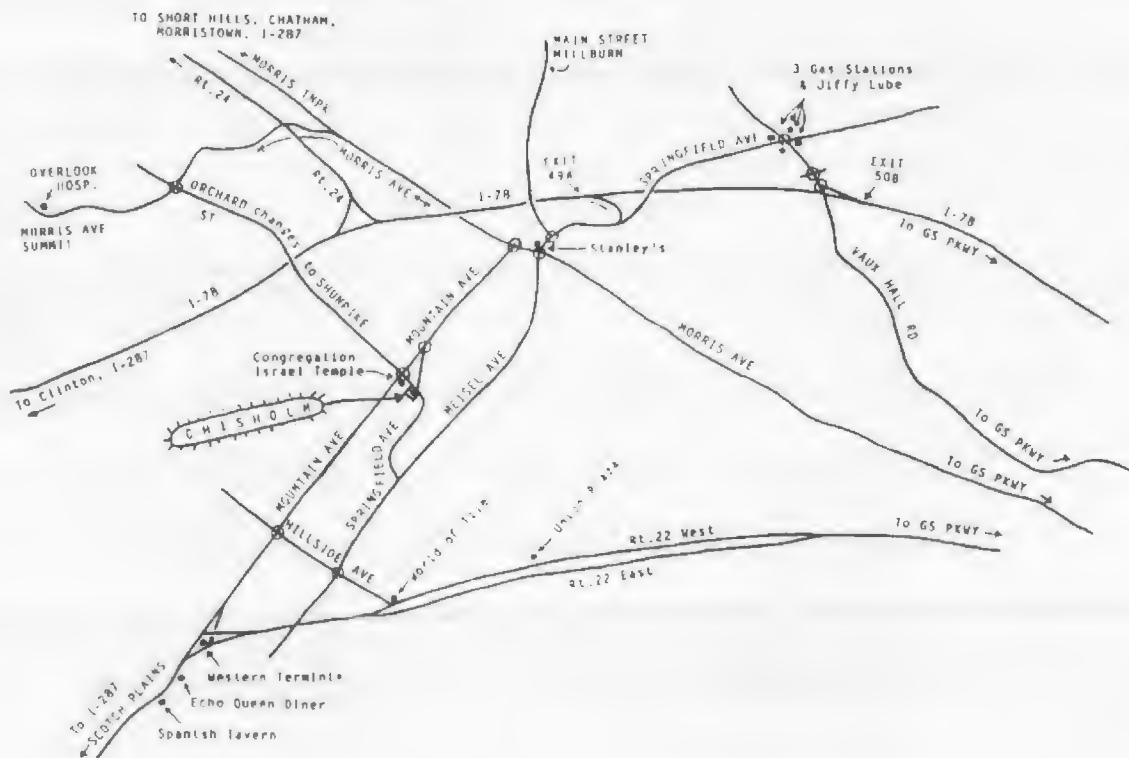 TO SHORT HILLS, CHATHAM,
MORRISTOWN, I-287
MAIN STREET
MILLBURN
3 Gas Stations
& Jiffy Lube
MORRIS TNPK
Rt.24
SPRINGFIELD AVE
EXIT
49A
EXIT
50B
OVERLOOK
HOSP.
MORRIS AVE
Rt.24
I-78
I-78
TO GS PKWY
ORCHARD changes to SHUNPIKE
ST
MORRIS AVE
SUMMIT
Stanley's
VAUX HALL RD
I-78
MOUNTAIN AVE
MORRIS AVE
To Clinton, I-287
Congregation
Israel Temple
MEISEL AVE
CHISHOLM
To GS PKWY
MOUNTAIN AVE
SPRINGFIELD AVE
To GS PKWY
HILLSIDE AVE
World of Tile
Union Plaza
Rt.22 West
To GS PKWY
Rt.22 East
Western Termite
To I-287
SCOTCH PLAINS
Echo Queen Diner
Spanish Tavern